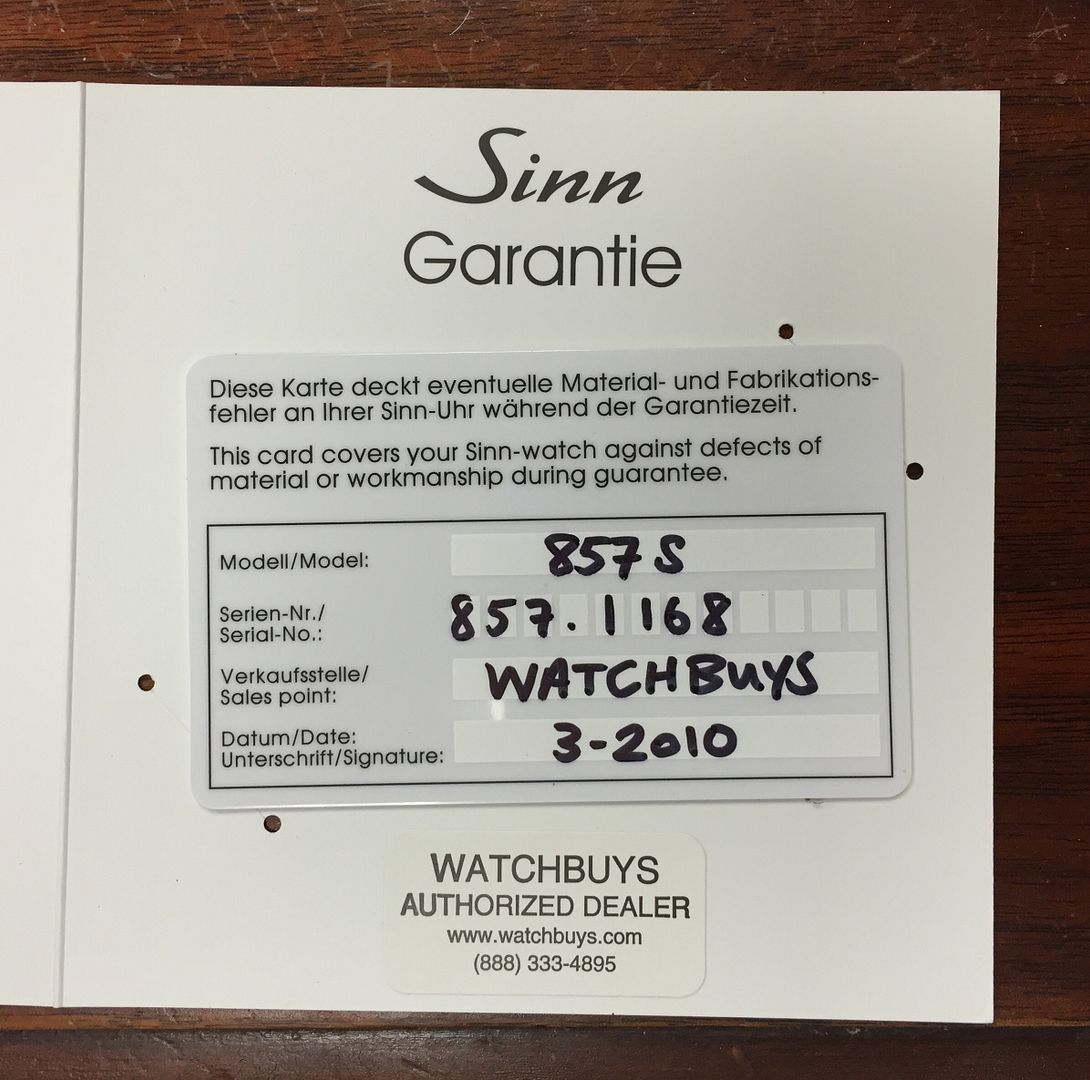 Sinn
Garantie
Diese Karte deckt eventuelle Material- und Fabrikations-
fehler an Ihrer Sinn-Uhr während der Garantiezeit.
This card covers your Sinn-watch against defects of
material or workmanship during guarantee.
Modell/Model: 857 S
Serien-Nr./
Serial-No.: 857.1168
Verkaufsstelle/
Sales point: WATCHBUYS
Datum/Date: 3-2010
Unterschrift/Signature:
WATCHBUYS
AUTHORIZED DEALER
www.watchbuys.com
(888) 333-4895